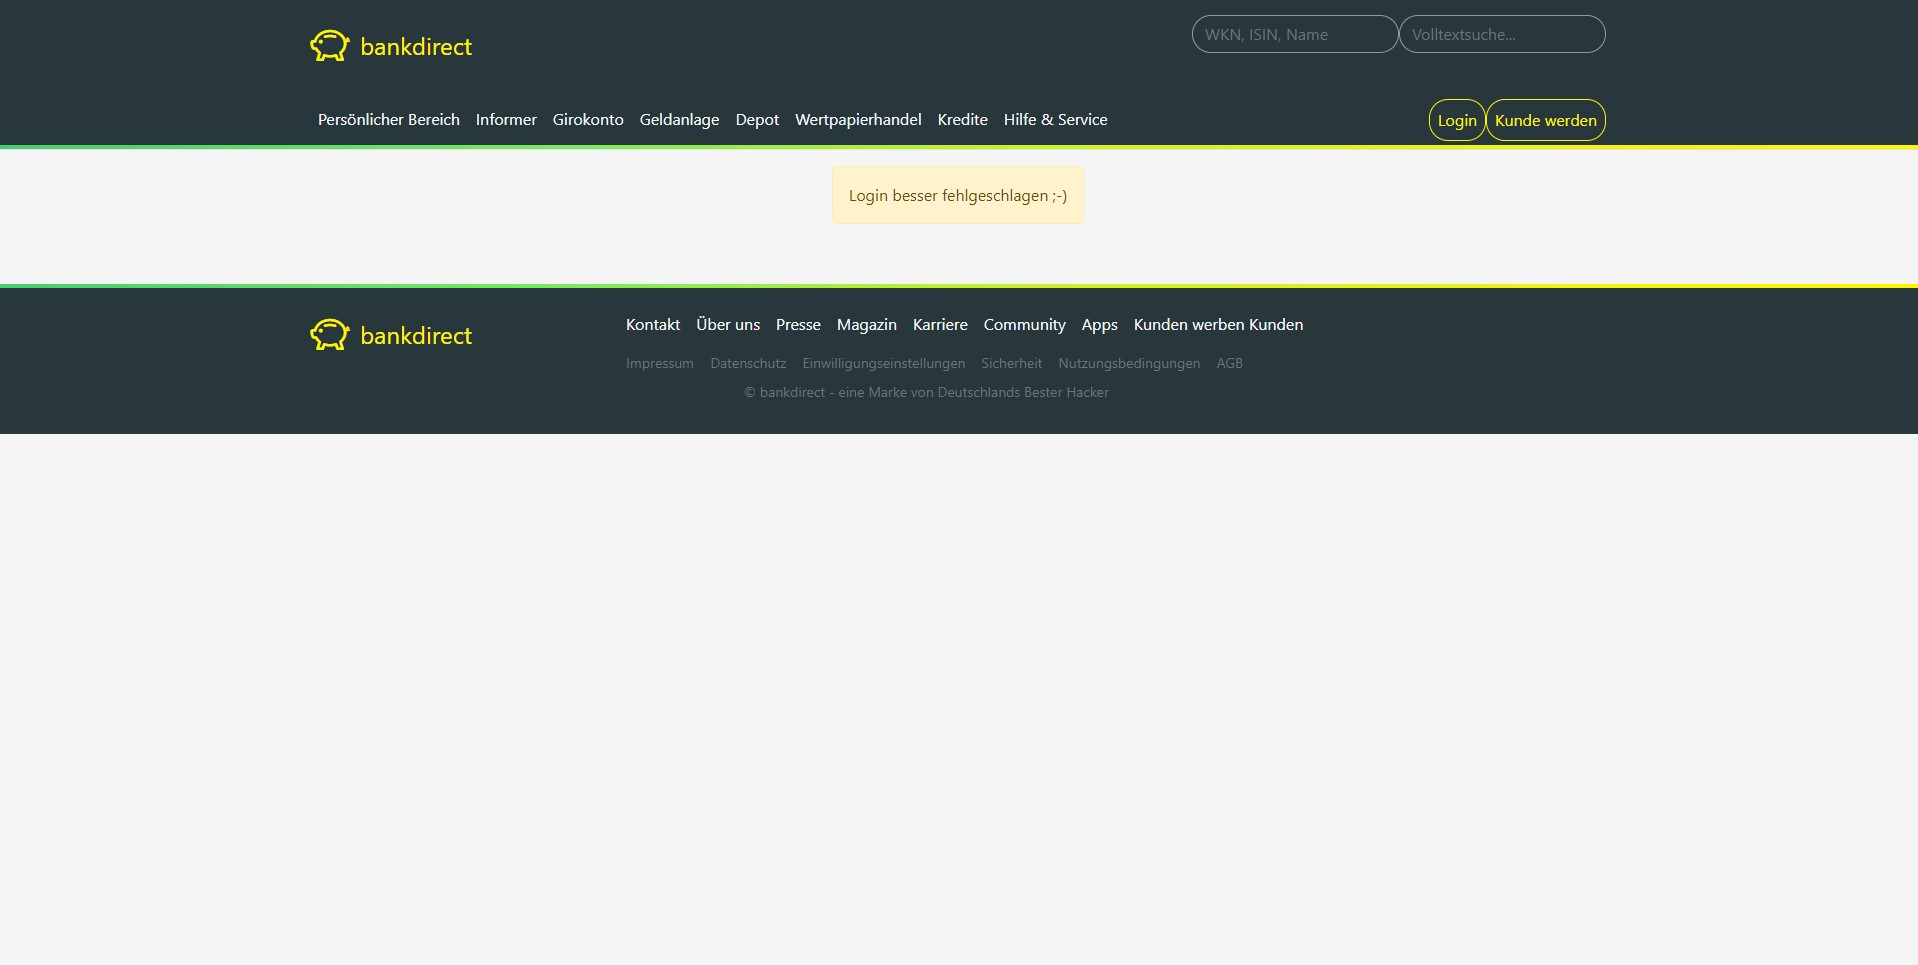 bankdirect
WKN, ISIN, Name
Volltextsuche...
Persönlicher Bereich Informer Girokonto Geldanlage Depot Wertpapierhandel Kredite Hilfe & Service
Login Kunde werden
Login besser fehlgeschlagen ;-)
bankdirect
Kontakt Über uns Presse Magazin Karriere Community Apps Kunden werben Kunden
Impressum Datenschutz Einwilligungseinstellungen Sicherheit Nutzungsbedingungen AGB
© bankdirect - eine Marke von Deutschlands Bester Hacker